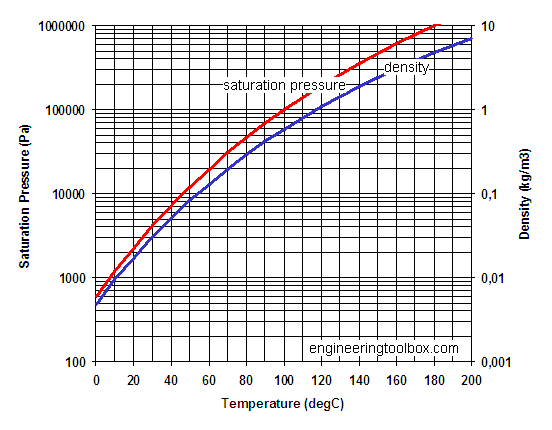 1000000
10
density
saturation pressure
100000
1
Saturation Pressure (Pa)
Density (kg/m3)
10000
0,1
1000
0,01
engineeringtoolbox.com
100
0,001
0 20 40 60 80 100 120 140 160 180 200
Temperature (degC)